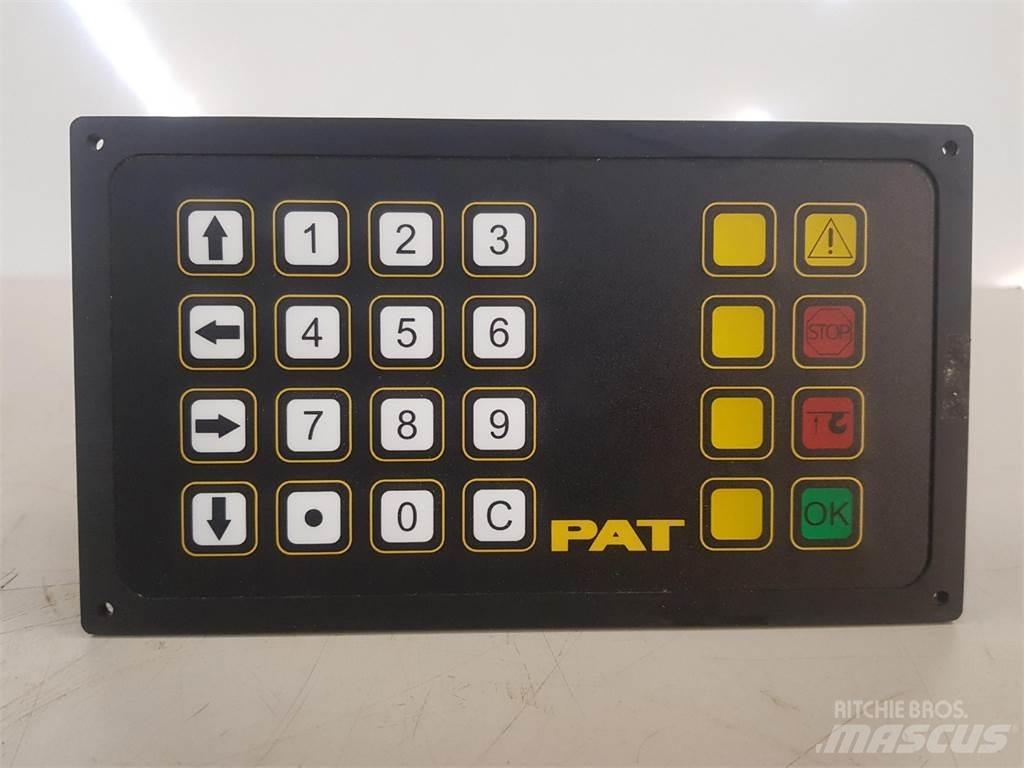 1 2 3
4 5 6 STOP
7 8 9
0 C PAT OK
RITCHIE BROS.
MASCUS